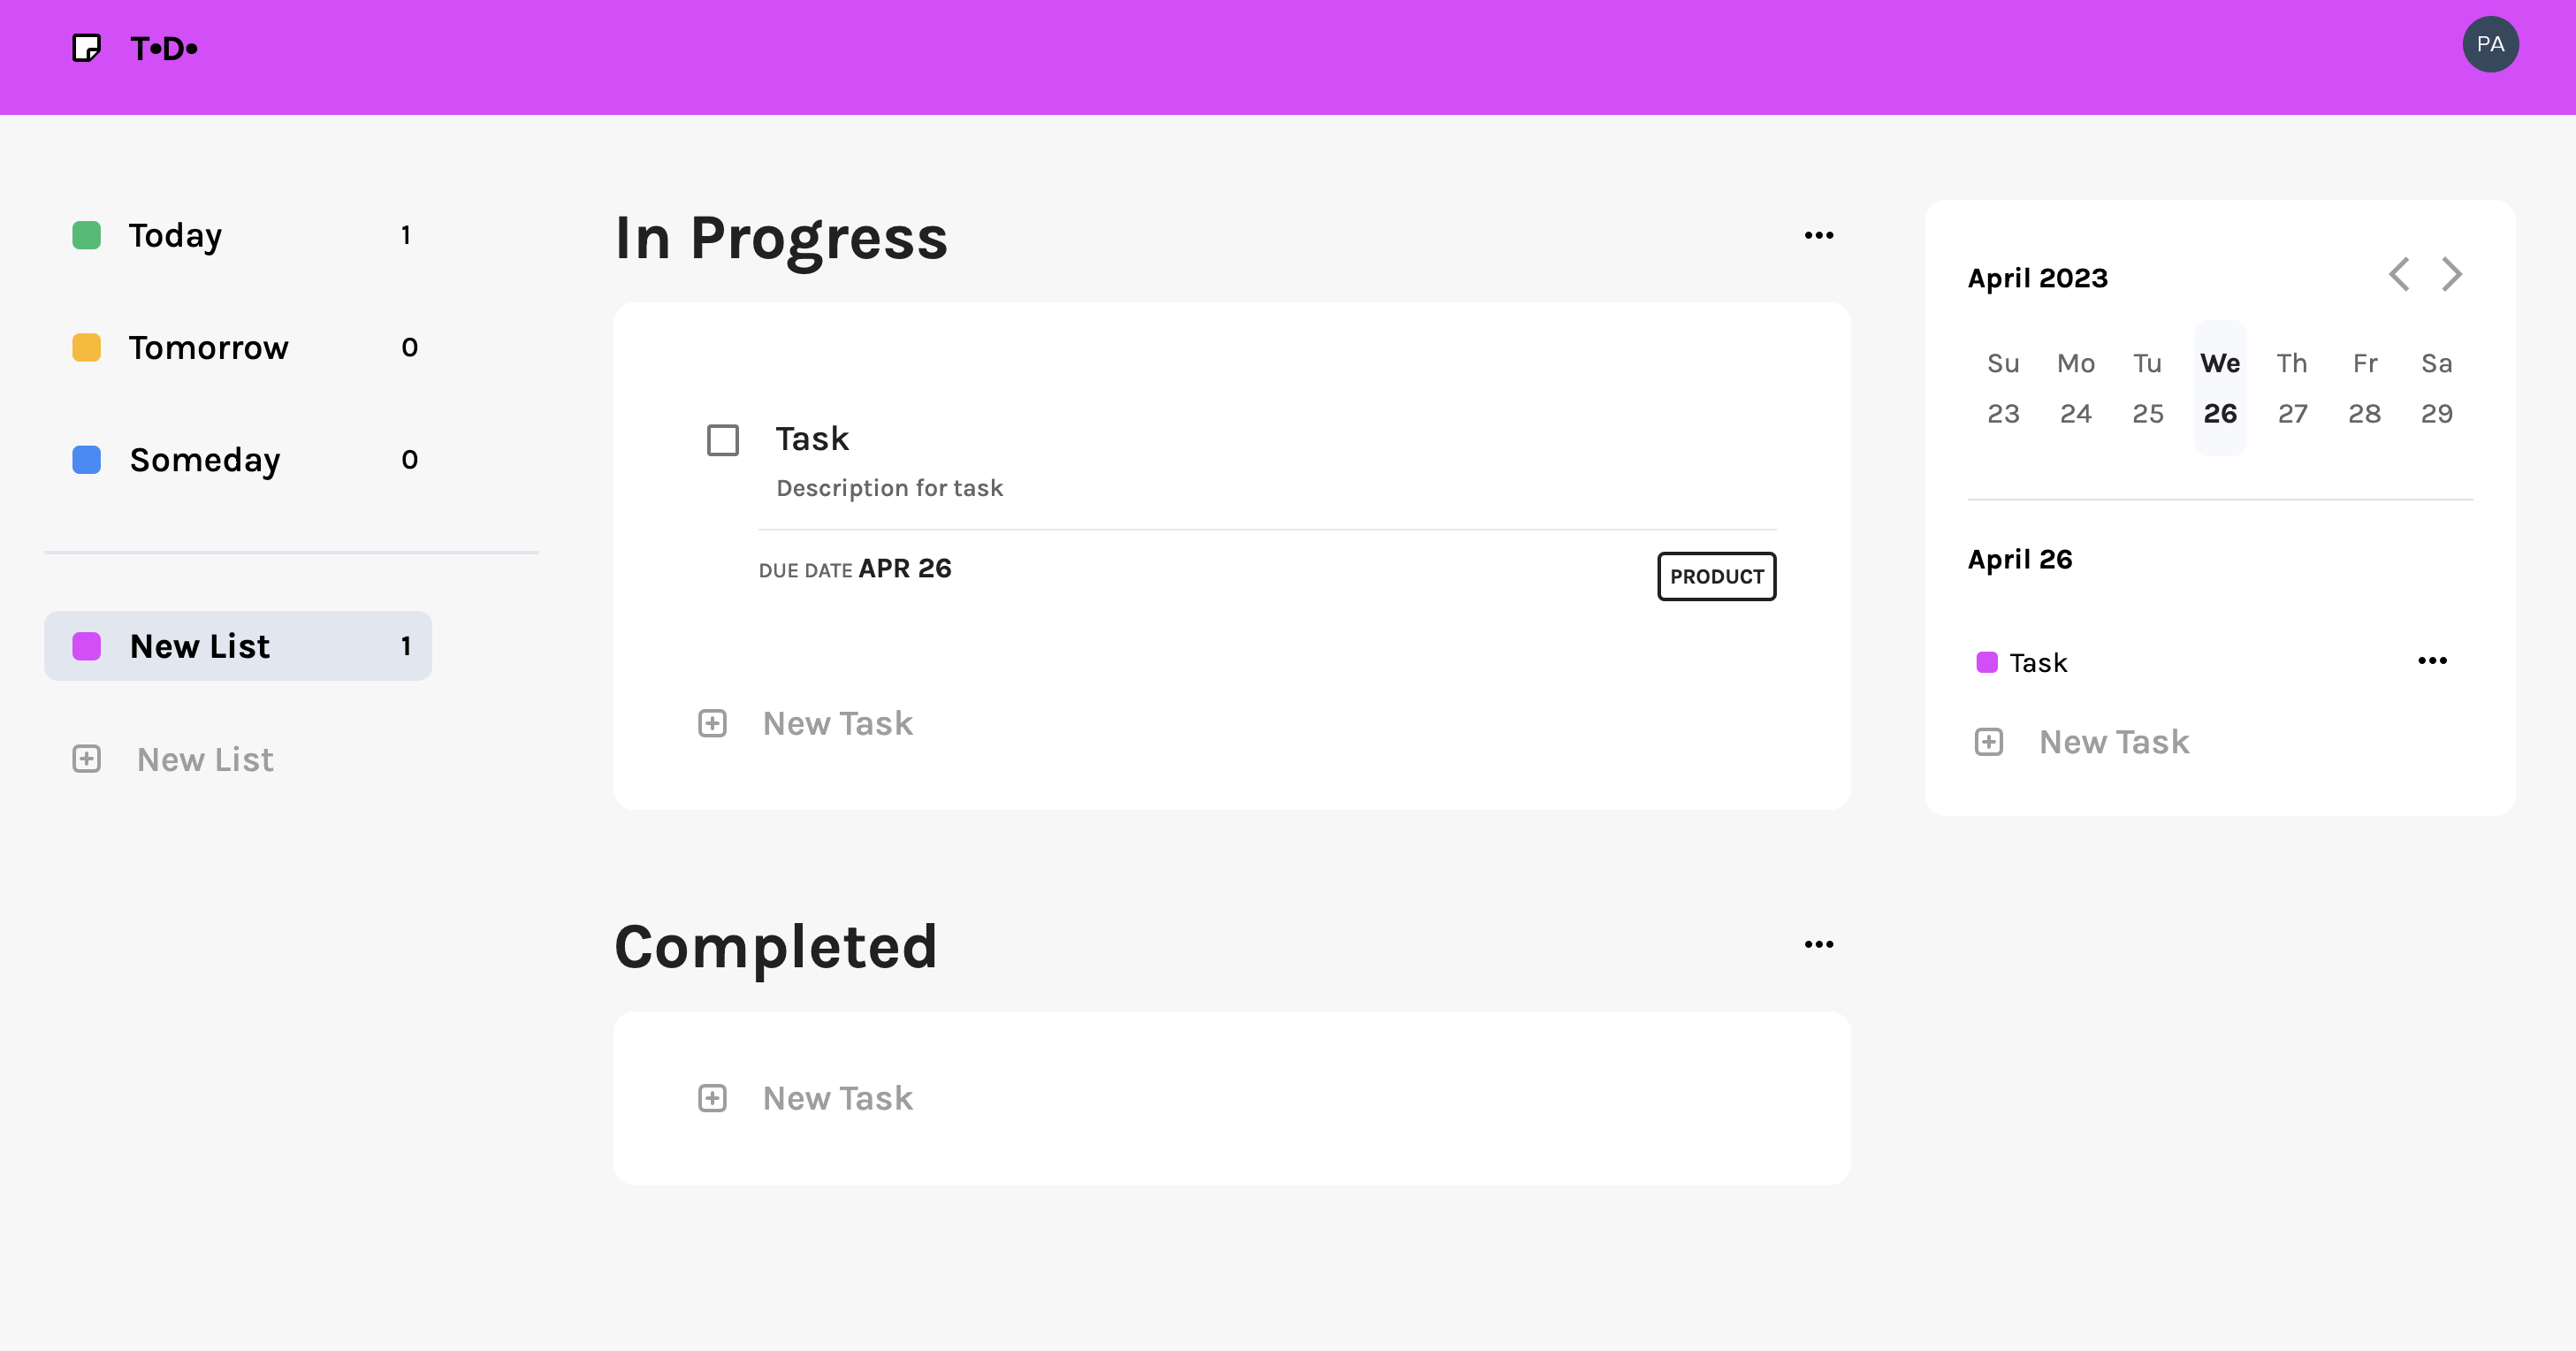 T•D•
PA
Today 1
Tomorrow 0
Someday 0
New List 1
New List
In Progress
Task
Description for task
DUE DATE APR 26
PRODUCT
New Task
Completed
New Task
April 2023
Su Mo Tu We Th Fr Sa
23 24 25 26 27 28 29
April 26
Task
New Task